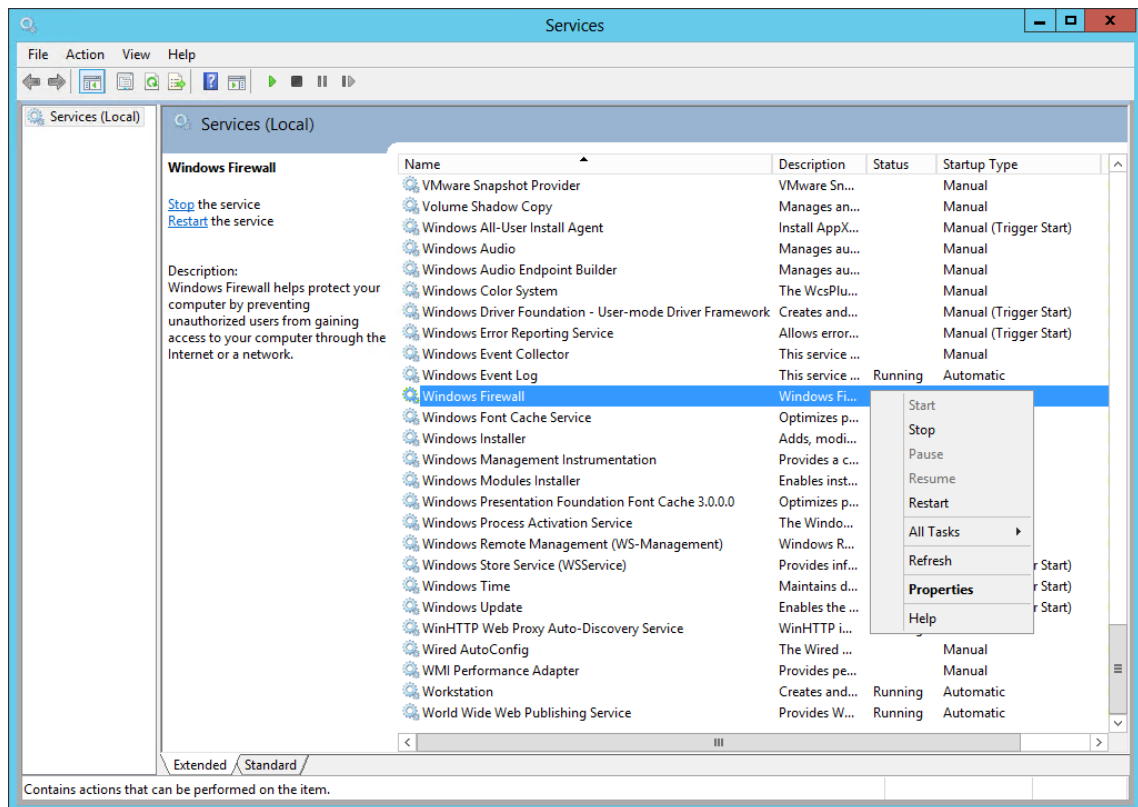 Services
File Action View Help
Services (Local)
Services (Local)
Windows Firewall
Stop the service
Restart the service
Description:
Windows Firewall helps protect your
computer by preventing
unauthorized users from gaining
access to your computer through the
Internet or a network.
Name Description Status Startup Type
VMware Snapshot Provider VMware Sn... Manual
Volume Shadow Copy Manages an... Manual
Windows All-User Install Agent Install AppX... Manual (Trigger Start)
Windows Audio Manages au... Manual
Windows Audio Endpoint Builder Manages au... Manual
Windows Color System The WcsPlu... Manual
Windows Driver Foundation - User-mode Driver Framework Creates and... Manual (Trigger Start)
Windows Error Reporting Service Allows error... Manual (Trigger Start)
Windows Event Collector This service ... Manual
Windows Event Log This service ... Running Automatic
Windows Firewall Windows Fi...
Windows Font Cache Service Optimizes p...
Windows Installer Adds, modi...
Windows Management Instrumentation Provides a c...
Windows Modules Installer Enables inst...
Windows Presentation Foundation Font Cache 3.0.0.0 Optimizes p...
Windows Process Activation Service The Windo...
Windows Remote Management (WS-Management) Windows R...
Windows Store Service (WSService) Provides inf... r Start)
Windows Time Maintains d... r Start)
Windows Update Enables the ... r Start)
WinHTTP Web Proxy Auto-Discovery Service WinHTTP i...
Wired AutoConfig The Wired ... Manual
WMI Performance Adapter Provides pe... Manual
Workstation Creates and... Running Automatic
World Wide Web Publishing Service Provides W... Running Automatic
Start
Stop
Pause
Resume
Restart
All Tasks
Refresh
Properties
Help
Extended Standard
Contains actions that can be performed on the item.